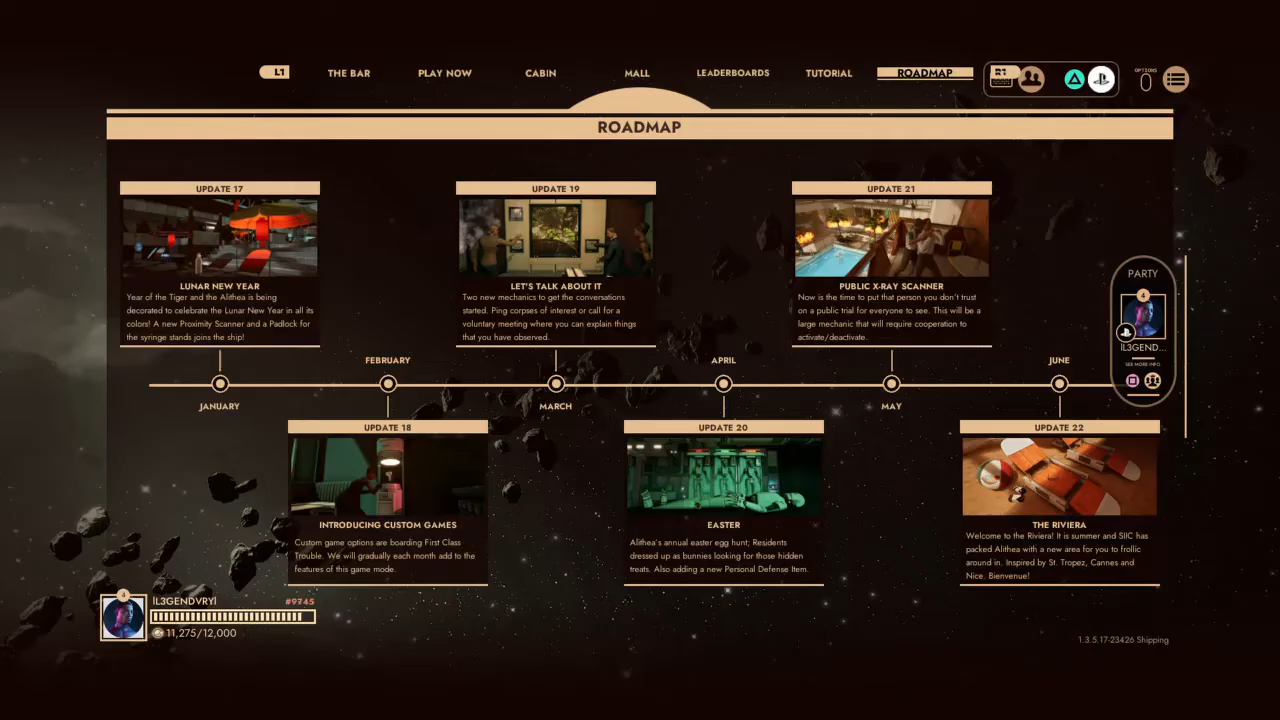 L1
THE BAR
PLAY NOW
CABIN
MALL
LEADERBOARDS
TUTORIAL
ROADMAP
R1
OPTIONS
ROADMAP
UPDATE 17
LUNAR NEW YEAR
Year of the Tiger and the Alithea is being
decorated to celebrate the Lunar New Year in all its
colors! A new Proximity Scanner and a Padlock for
the syringe stands joins the ship!
UPDATE 19
LET'S TALK ABOUT IT
Two new mechanics to get the conversations
started. Ping corpses of interest or call for a
voluntary meeting where you can explain things
that you have observed.
UPDATE 21
PUBLIC X-RAY SCANNER
Now is the time to put that person you don't trust
on a public trial for everyone to see. This will be a
large mechanic that will require cooperation to
activate/deactivate.
PARTY
4
lL3GEND...
SEE MORE INFO
JANUARY
FEBRUARY
MARCH
APRIL
MAY
JUNE
UPDATE 18
INTRODUCING CUSTOM GAMES
Custom game options are boarding First Class
Trouble. We will gradually each month add to the
features of this game mode.
UPDATE 20
EASTER
Alithea's annual easter egg hunt; Residents
dressed up as bunnies looking for those hidden
treats. Also adding a new Personal Defense Item.
UPDATE 22
THE RIVIERA
Welcome to the Riviera! It is summer and SIIC has
packed Alithea with a new area for you to frollic
around in. Inspired by St. Tropez, Cannes and
Nice. Bienvenue!
4
lL3GENDVRYl
#9745
11,275/12,000
1.3.5.17-23426 Shipping